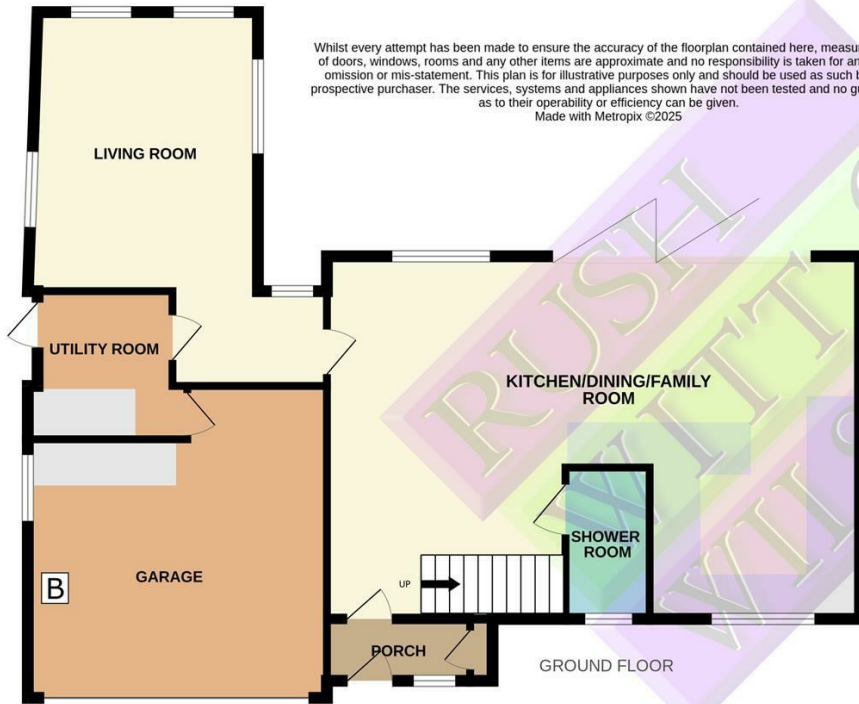 Whilst every attempt has been made to ensure the accuracy of the floorplan contained here,
of doors, windows, rooms and any other items are approximate and no responsibility is taken for
omission or mis-statement. This plan is for illustrative purposes only and should be used as such
prospective purchaser. The services, systems and appliances shown have not been tested and no
as to their operability or efficiency can be given.
Made with Metropix ©2025
LIVING ROOM
UTILITY ROOM
KITCHEN/DINING/FAMILY
ROOM
SHOWER
ROOM
GARAGE
B
UP
PORCH
GROUND FLOOR
RUSH
WITT &